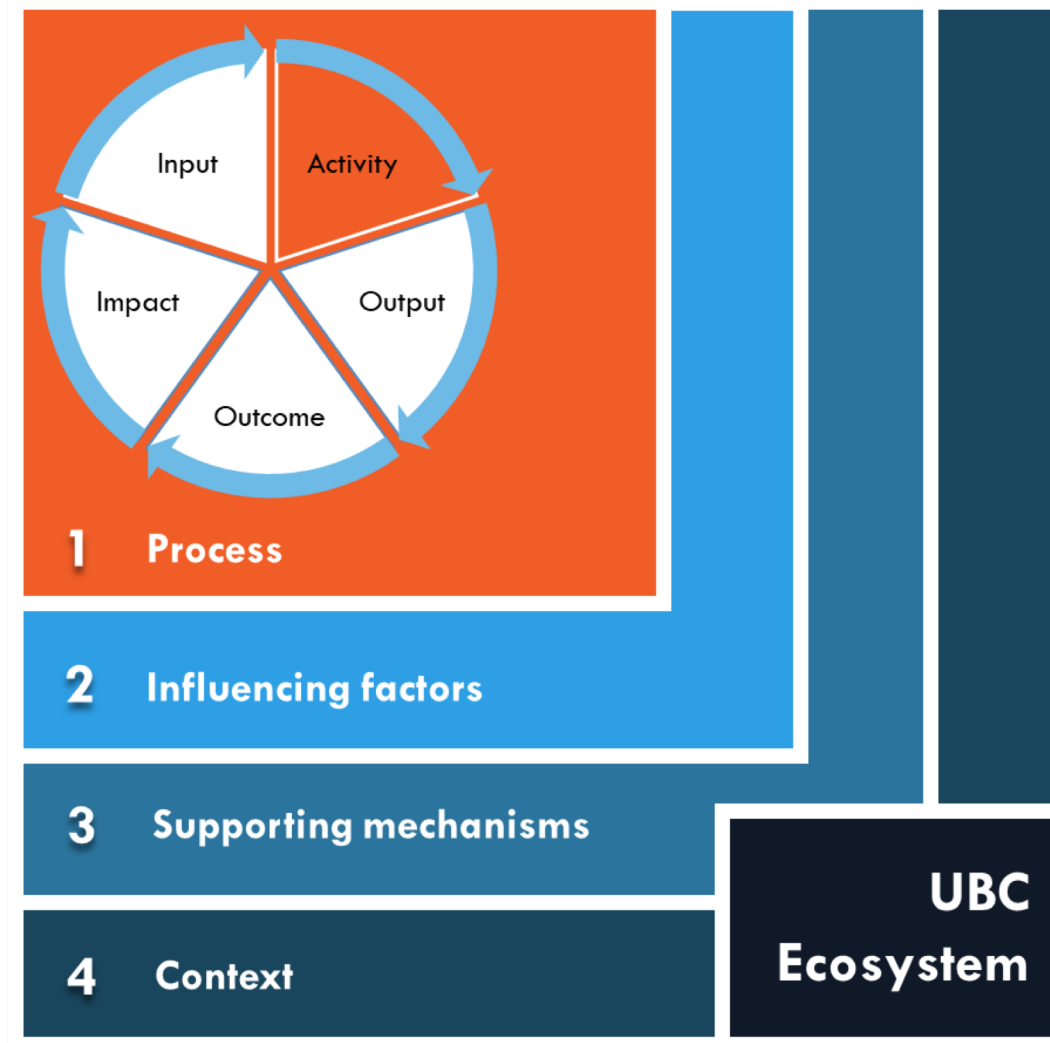 Input
Activity
Impact
Output
Outcome
1 Process
2 Influencing factors
3 Supporting mechanisms
4 Context
UBC
Ecosystem